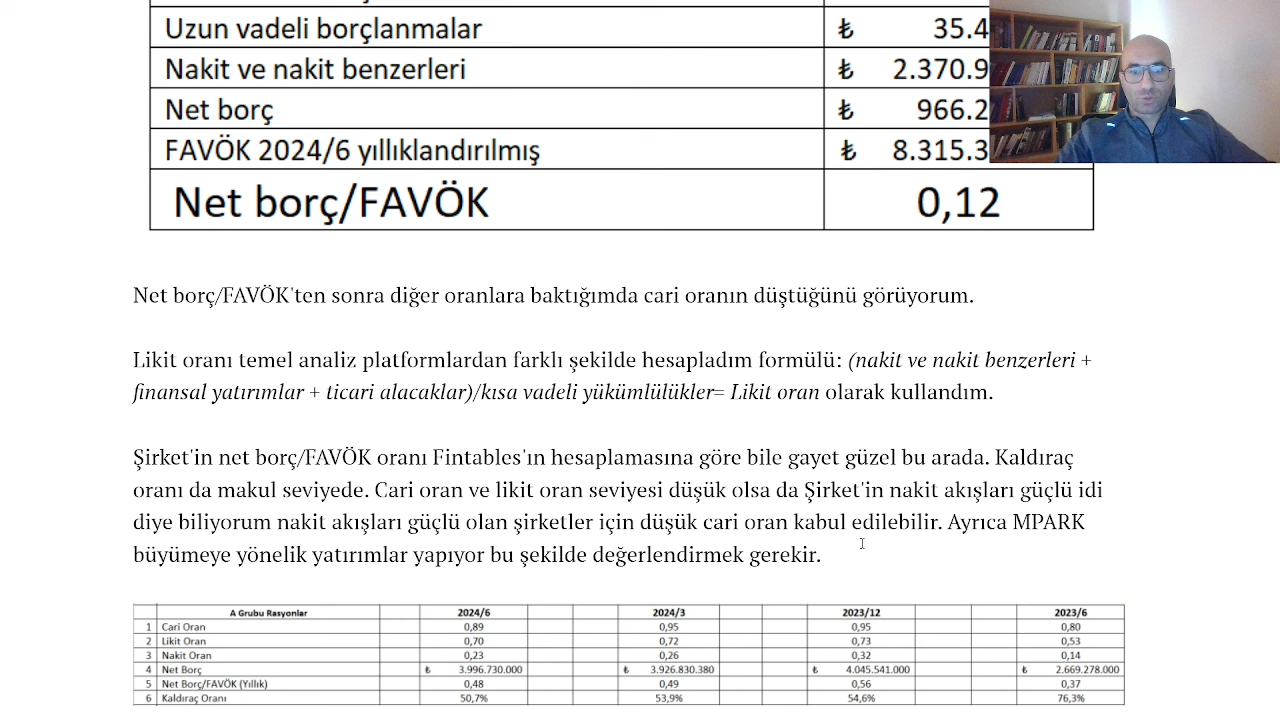 Uzun vadeli borçlanmalar ₺ 35.4
Nakit ve nakit benzerleri ₺ 2.370.9
Net borç ₺ 966.2
FAVÖK 2024/6 yıllıklandırılmış ₺ 8.315.3
Net borç/FAVÖK 0,12
Net borç/FAVÖK'ten sonra diğer oranlara baktığımda cari oranın düştüğünü görüyorum.
Likit oranı temel analiz platformlardan farklı şekilde hesapladım formülü: (nakit ve nakit benzerleri +
finansal yatırımlar + ticari alacaklar)/kısa vadeli yükümlülükler= Likit oran olarak kullandım.
Şirket'in net borç/FAVÖK oranı Fintables'ın hesaplamasına göre bile gayet güzel bu arada. Kaldıraç
oranı da makul seviyede. Cari oran ve likit oran seviyesi düşük olsa da Şirket'in nakit akışları güçlü idi
diye biliyorum nakit akışları güçlü olan şirketler için düşük cari oran kabul edilebilir. Ayrıca MPARK
büyümeye yönelik yatırımlar yapıyor bu şekilde değerlendirmek gerekir.
A Grubu Rasyonlar 2024/6 2024/3 2023/12 2023/6
1 Cari Oran 0,89 0,95 0,95 0,80
2 Likit Oran 0,70 0,72 0,73 0,53
3 Nakit Oran 0,23 0,26 0,32 0,14
4 Net Borç ₺ 3.996.730.000 ₺ 3.926.830.380 ₺ 4.045.541.000 ₺ 2.669.278.000
5 Net Borç/FAVÖK (Yıllık) 0,48 0,49 0,56 0,37
6 Kaldıraç Oranı 50,7% 53,9% 54,6% 76,3%